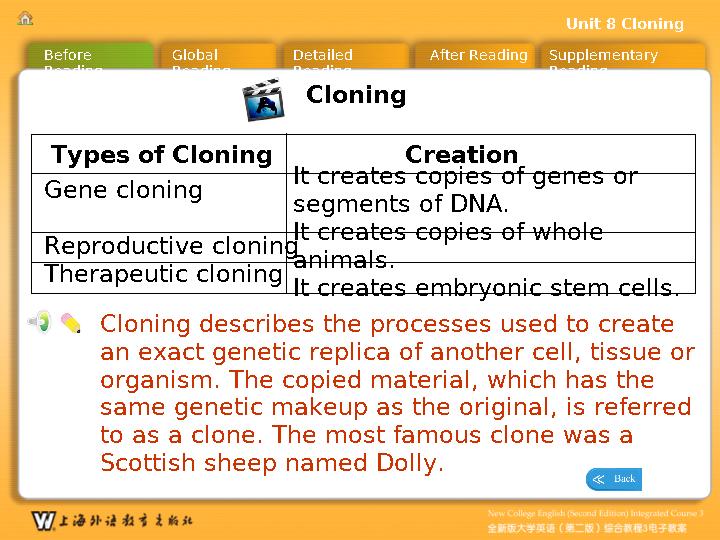 Unit 8 Cloning
Before Reading
Global Reading
Detailed Reading
After Reading
Supplementary Reading
Cloning
Types of Cloning
Creation
Gene cloning
It creates copies of genes or
segments of DNA.
Reproductive cloning
It creates copies of whole
animals.
Therapeutic cloning
It creates embryonic stem cells.
Cloning describes the processes used to create
an exact genetic replica of another cell, tissue or
organism. The copied material, which has the
same genetic makeup as the original, is referred
to as a clone. The most famous clone was a
Scottish sheep named Dolly.
Back
New College English (Second Edition) Integrated Course 3
上海外语教育出版社
全新版大学英语（第二版）综合教程3电子教案